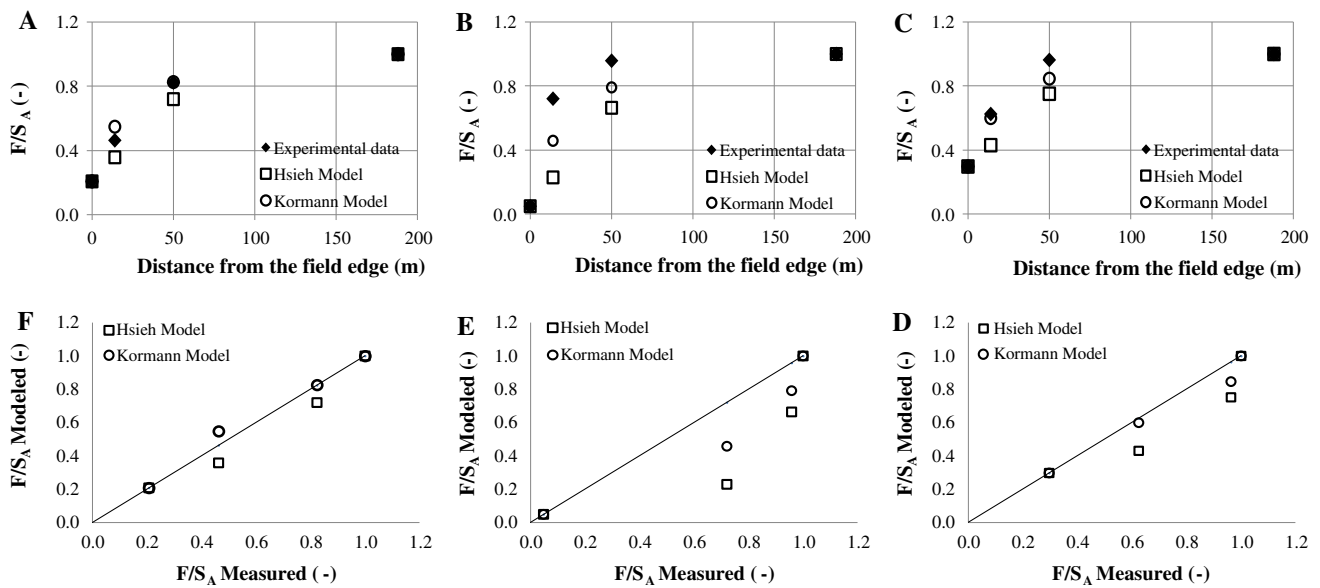 A
1.2
0.8
0.4
0.0
F/S_A (-)
Experimental data
Hsieh Model
Kormann Model
0 50 100 150 200
Distance from the field edge (m)
B
1.2
0.8
0.4
0.0
F/S_A (-)
Experimental data
Hsieh Model
Kormann Model
0 50 100 150 200
Distance from the field edge (m)
C
1.2
0.8
0.4
0.0
F/S_A (-)
Experimental data
Hsieh Model
Kormann Model
0 50 100 150 200
Distance from the field edge (m)
F
1.2
1.0
0.8
0.6
0.4
0.2
0.0
F/S_A Modeled (-)
Hsieh Model
Kormann Model
0.0 0.2 0.4 0.6 0.8 1.0 1.2
F/S_A Measured ( -)
E
1.2
1.0
0.8
0.6
0.4
0.2
0.0
F/S_A Modeled (-)
Hsieh Model
Kormann Model
0.0 0.2 0.4 0.6 0.8 1.0 1.2
F/S_A Measured ( -)
D
1.2
1.0
0.8
0.6
0.4
0.2
0.0
F/S_A Modeled (-)
Hsieh Model
Kormann Model
0.0 0.2 0.4 0.6 0.8 1.0 1.2
F/S_A Measured ( -)